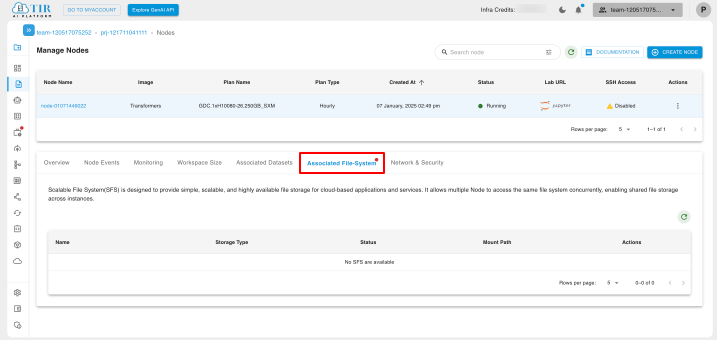 TIR
AI PLATFORM
GO TO MYACCOUNT
Explore GenAI API
Infra Credits:
team-120517075...
P
team-120517075252 › prj-121711041111 › Nodes
Manage Nodes
Search node
DOCUMENTATION
CREATE NODE
Node Name Image Plan Name Plan Type Created At ↑ Status Lab URL SSH Access Actions
node-01071446022 Transformers GDC.1xH10080-26.250GB_SXM Hourly 07 January, 2025 02:49 pm Running jupyter Disabled
Rows per page: 5 1–1 of 1
Overview Node Events Monitoring Workspace Size Associated Datasets Associated File-System Network & Security
Scalable File System(SFS) is designed to provide simple, scalable, and highly available file storage for cloud-based applications and services. It allows multiple Node to access the same file system concurrently, enabling shared file storage
across instances.
Name Storage Type Status Mount Path Actions
No SFS are available
Rows per page: 5 0–0 of 0